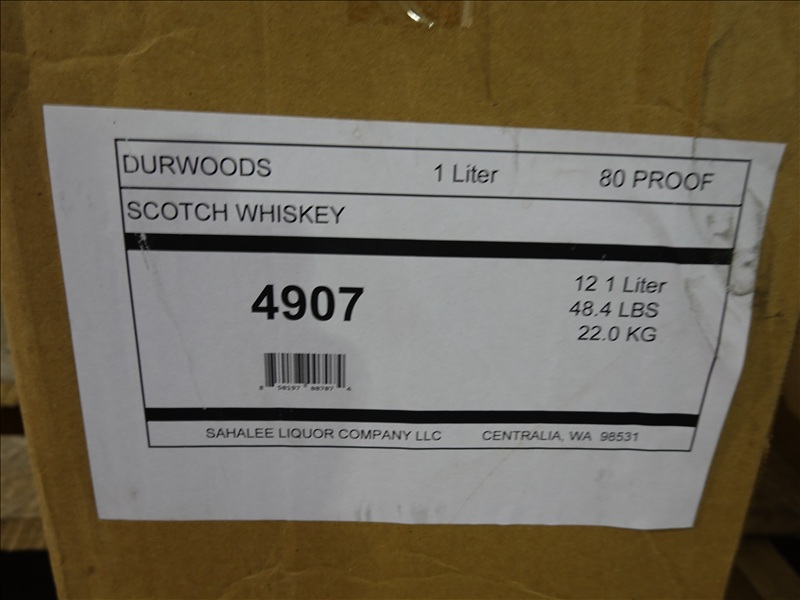 DURWOODS 1 Liter 80 PROOF
SCOTCH WHISKEY
4907
12 1 Liter
48.4 LBS
22.0 KG
SAHALEE LIQUOR COMPANY LLC CENTRALIA, WA 98531